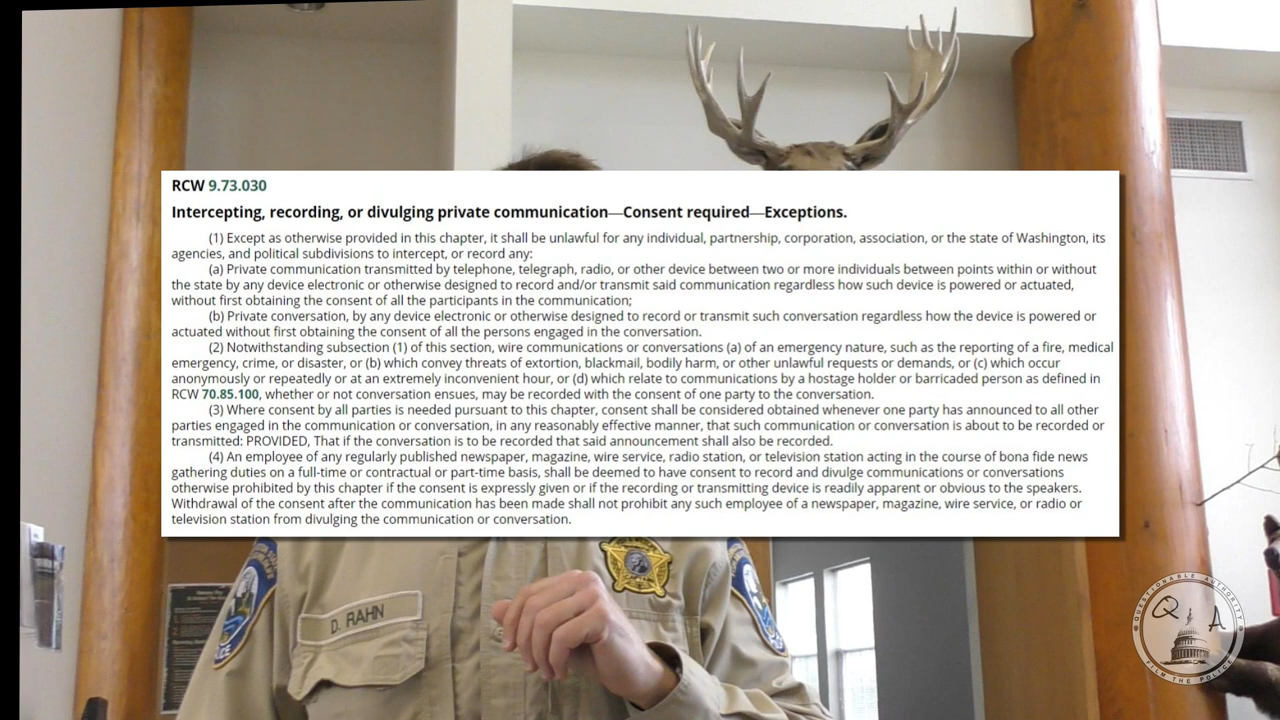 RCW 9.73.030
Intercepting, recording, or divulging private communication—Consent required—Exceptions.
(1) Except as otherwise provided in this chapter, it shall be unlawful for any individual, partnership, corporation, association, or the state of Washington, its
agencies, and political subdivisions to intercept, or record any:
(a) Private communication transmitted by telephone, telegraph, radio, or other device between two or more individuals between points within or without
the state by any device electronic or otherwise designed to record and/or transmit said communication regardless how such device is powered or actuated,
without first obtaining the consent of all the participants in the communication;
(b) Private conversation, by any device electronic or otherwise designed to record or transmit such conversation regardless how the device is powered or
actuated without first obtaining the consent of all the persons engaged in the conversation.
(2) Notwithstanding subsection (1) of this section, wire communications or conversations (a) of an emergency nature, such as the reporting of a fire, medical
emergency, crime, or disaster, or (b) which convey threats of extortion, blackmail, bodily harm, or other unlawful requests or demands, or (c) which occur
anonymously or repeatedly or at an extremely inconvenient hour, or (d) which relate to communications by a hostage holder or barricaded person as defined in
RCW 70.85.100, whether or not conversation ensues, may be recorded with the consent of one party to the conversation.
(3) Where consent by all parties is needed pursuant to this chapter, consent shall be considered obtained whenever one party has announced to all other
parties engaged in the communication or conversation, in any reasonably effective manner, that such communication or conversation is about to be recorded or
transmitted: PROVIDED, That if the conversation is to be recorded that said announcement shall also be recorded.
(4) An employee of any regularly published newspaper, magazine, wire service, radio station, or television station acting in the course of bona fide news
gathering duties on a full-time or contractual or part-time basis, shall be deemed to have consent to record and divulge communications or conversations
otherwise prohibited by this chapter if the consent is expressly given or if the recording or transmitting device is readily apparent or obvious to the speakers.
Withdrawal of the consent after the communication has been made shall not prohibit any such employee of a newspaper, magazine, wire service, or radio or
television station from divulging the communication or conversation.
D. RAHN
QUESTIONABLE AUTHORITY
Q A
FILM THE POLICE